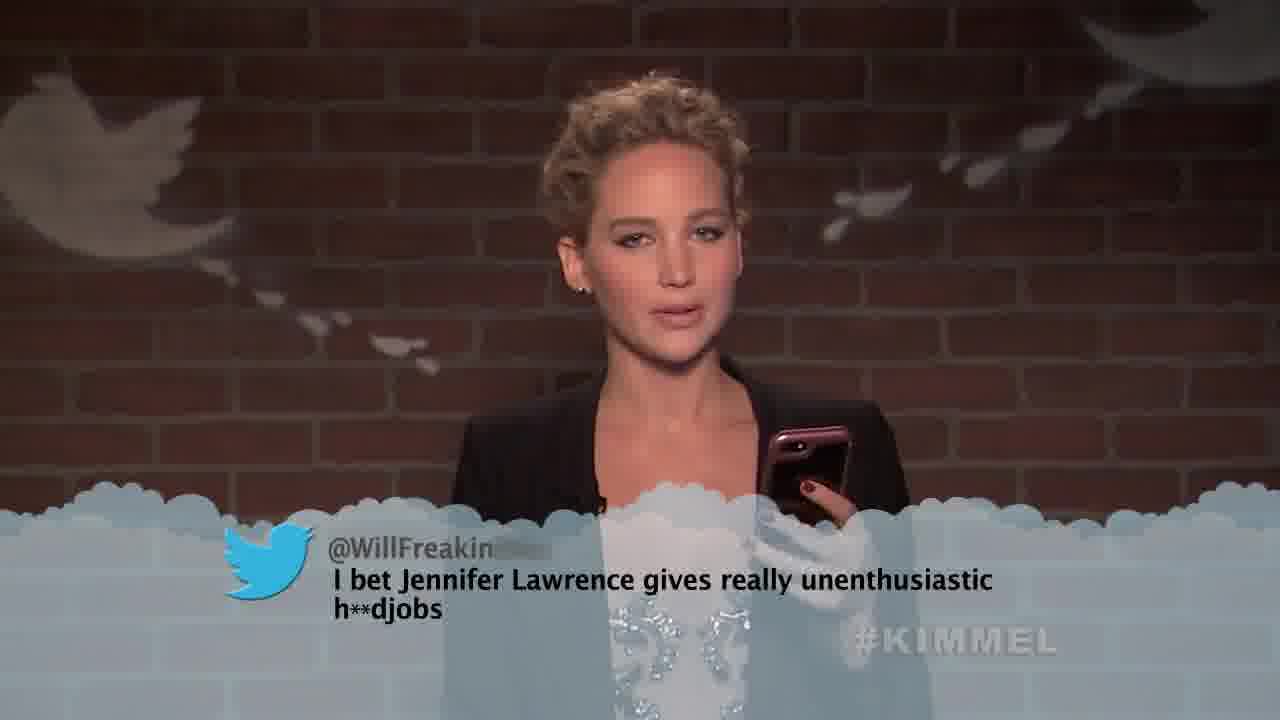 @WillFreakin
I bet Jennifer Lawrence gives really unenthusiastic
h**djobs
#KIMMEL